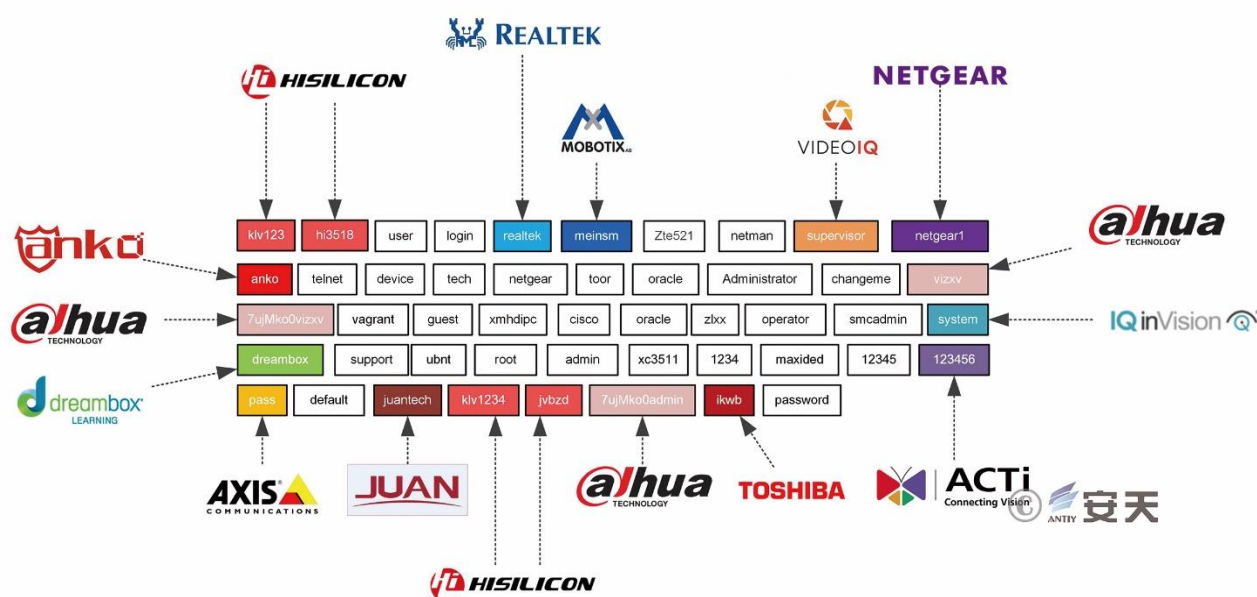 REALTEK
HISILICON
NETGEAR
MOBOTIX AG
VIDEOIQ
klv123 hi3518 user login realtek meinsm Zte521 netman supervisor netgear1
alhua
TECHNOLOGY
anko
anko telnet device tech netgear toor oracle Administrator changeme vizxv
alhua
TECHNOLOGY
7ujMko0vizxv vagrant guest xmhdipc cisco oracle zlxx operator smcadmin system
IQinVision
dreambox support ubnt root admin xc3511 1234 maxided 12345 123456
dreambox
LEARNING
pass default juantech klv1234 jvbzd 7ujMko0admin ikwb password
AXIS
COMMUNICATIONS
JUAN
alhua
TECHNOLOGY
TOSHIBA
ACTi
Connecting Vision
© ANTIY 安天
HISILICON